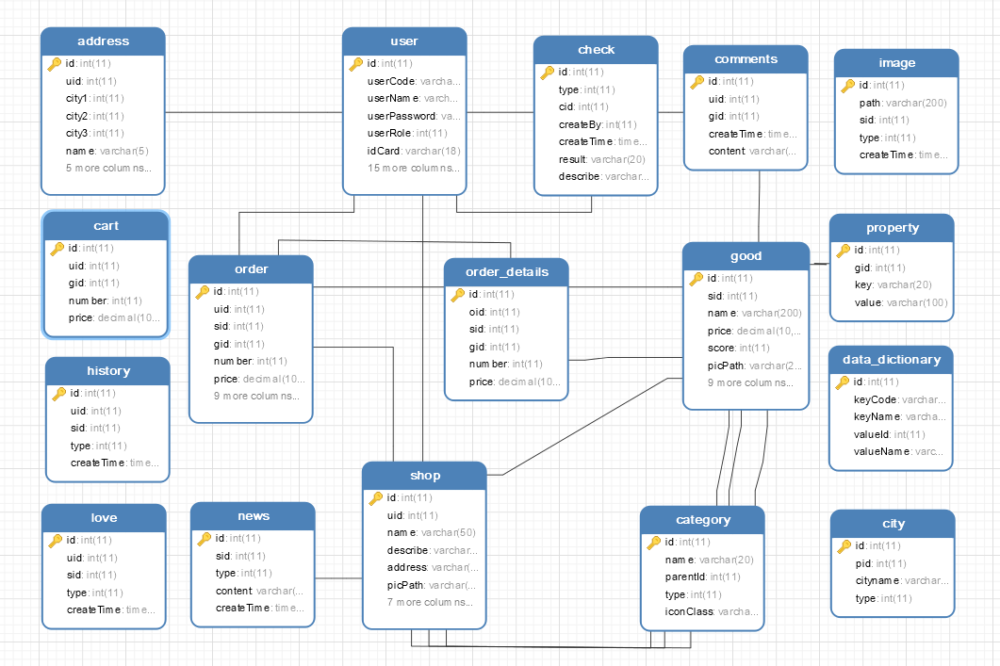 address
id: int(11)
uid: int(11)
city1: int(11)
city2: int(11)
city3: int(11)
name: varchar(5)
5 more columns...
user
id: int(11)
userCode: varcha...
userName: varch...
userPassword: va...
userRole: int(11)
idCard: varchar(18)
15 more columns...
check
id: int(11)
type: int(11)
cid: int(11)
createBy: int(11)
createTime: time...
result: varchar(20)
describe: varchar...
comments
id: int(11)
uid: int(11)
gid: int(11)
createTime: time...
content: varchar(...
image
id: int(11)
path: varchar(200)
sid: int(11)
type: int(11)
createTime: time...
cart
id: int(11)
uid: int(11)
gid: int(11)
number: int(11)
price: decimal(10...
order
id: int(11)
uid: int(11)
sid: int(11)
gid: int(11)
number: int(11)
price: decimal(10...
9 more columns...
order_details
id: int(11)
oid: int(11)
sid: int(11)
gid: int(11)
number: int(11)
price: decimal(10...
good
id: int(11)
sid: int(11)
name: varchar(200)
price: decimal(10,...
score: int(11)
picPath: varchar(2...
9 more columns...
property
id: int(11)
gid: int(11)
key: varchar(20)
value: varchar(100)
history
id: int(11)
uid: int(11)
sid: int(11)
type: int(11)
createTime: time...
data_dictionary
id: int(11)
keyCode: varchar...
keyName: varcha...
valueId: int(11)
valueName: varc...
love
id: int(11)
uid: int(11)
sid: int(11)
type: int(11)
createTime: time...
news
id: int(11)
sid: int(11)
type: int(11)
content: varchar(...
createTime: time...
shop
id: int(11)
uid: int(11)
name: varchar(50)
describe: varchar...
address: varchar(...
picPath: varchar(...
7 more columns...
category
id: int(11)
name: varchar(20)
parentId: int(11)
type: int(11)
iconClass: varcha...
city
id: int(11)
pid: int(11)
cityname: varchar...
type: int(11)